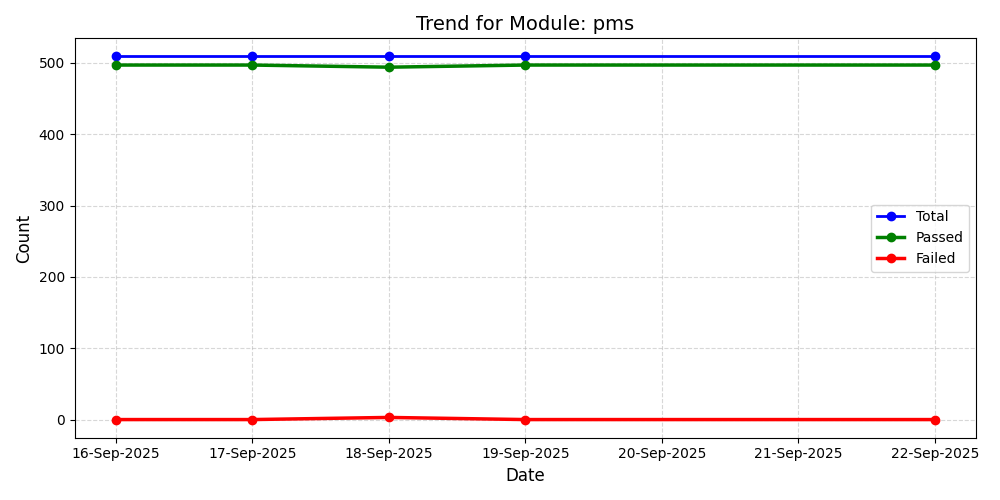 Trend for Module: pms
500
400
300
200
100
0
Count
Total
Passed
Failed
16-Sep-2025
17-Sep-2025
18-Sep-2025
19-Sep-2025
20-Sep-2025
21-Sep-2025
22-Sep-2025
Date